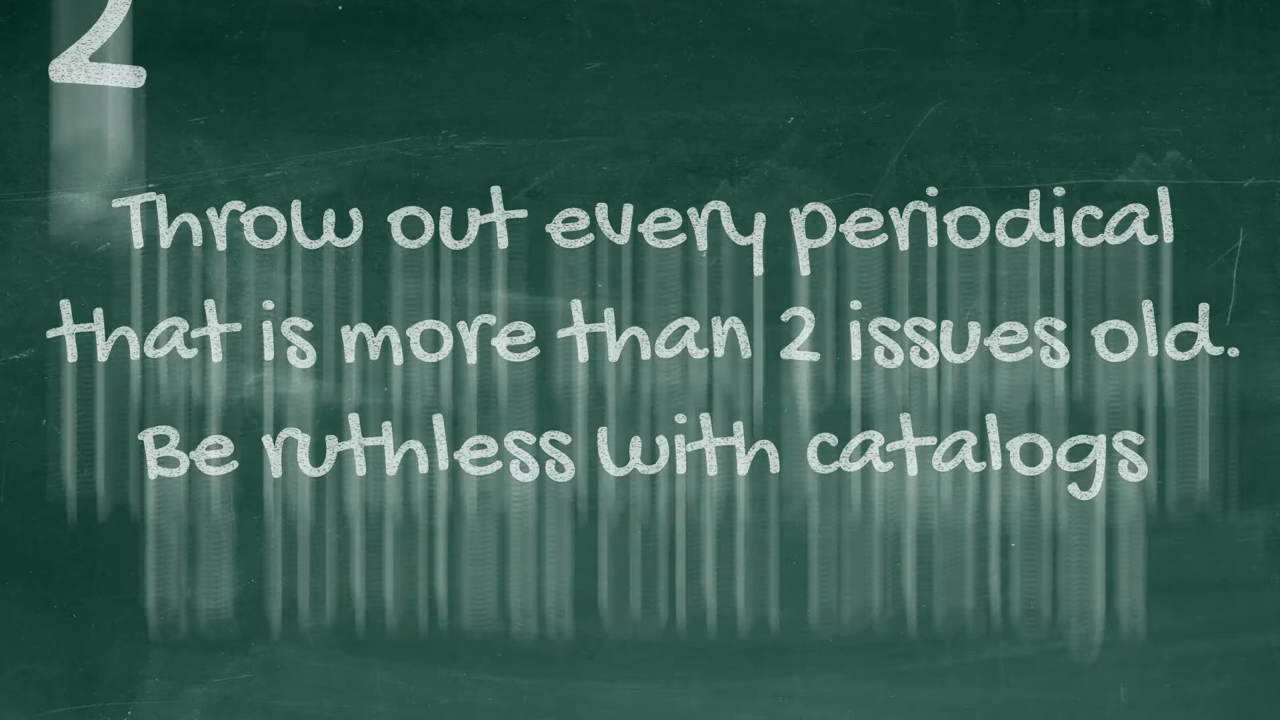 2
Throw out every periodical
that is more than 2 issues old.
Be ruthless with catalogs